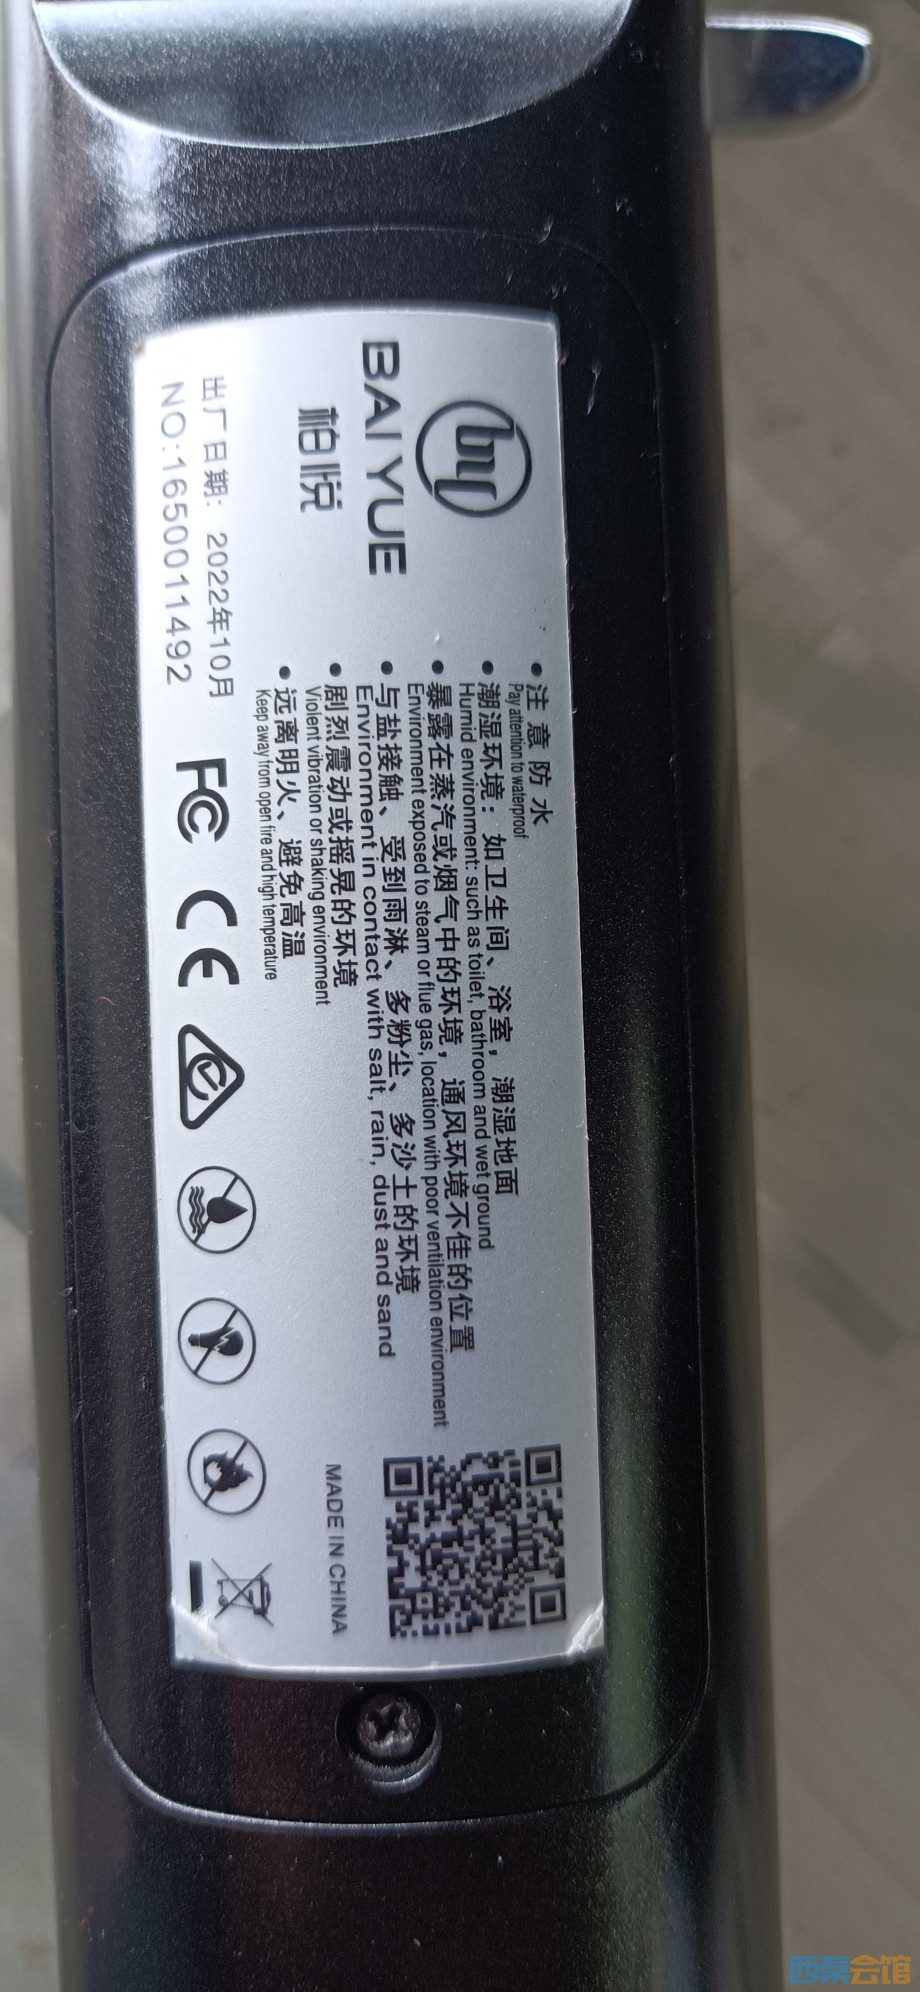 by
BAI YUE
柏悦
出厂日期：2022年10月
NO:1650011492
• 注意防水
Pay attention to waterproof
• 潮湿环境：如卫生间、浴室，潮湿地面
Humid environment: such as toilet, bathroom and wet ground
• 暴露在蒸汽或烟气中的环境，通风环境不佳的位置
Environment exposed to steam or flue gas, location with poor ventilation environment
• 与盐接触、受到雨淋、多粉尘、多沙土的环境
Environment in contact with salt, rain, dust and sand
• 剧烈震动或摇晃的环境
Violent vibration or shaking environment
• 远离明火、避免高温
Keep away from open fire and high temperature
FC CE
MADE IN CHINA
西秦会馆